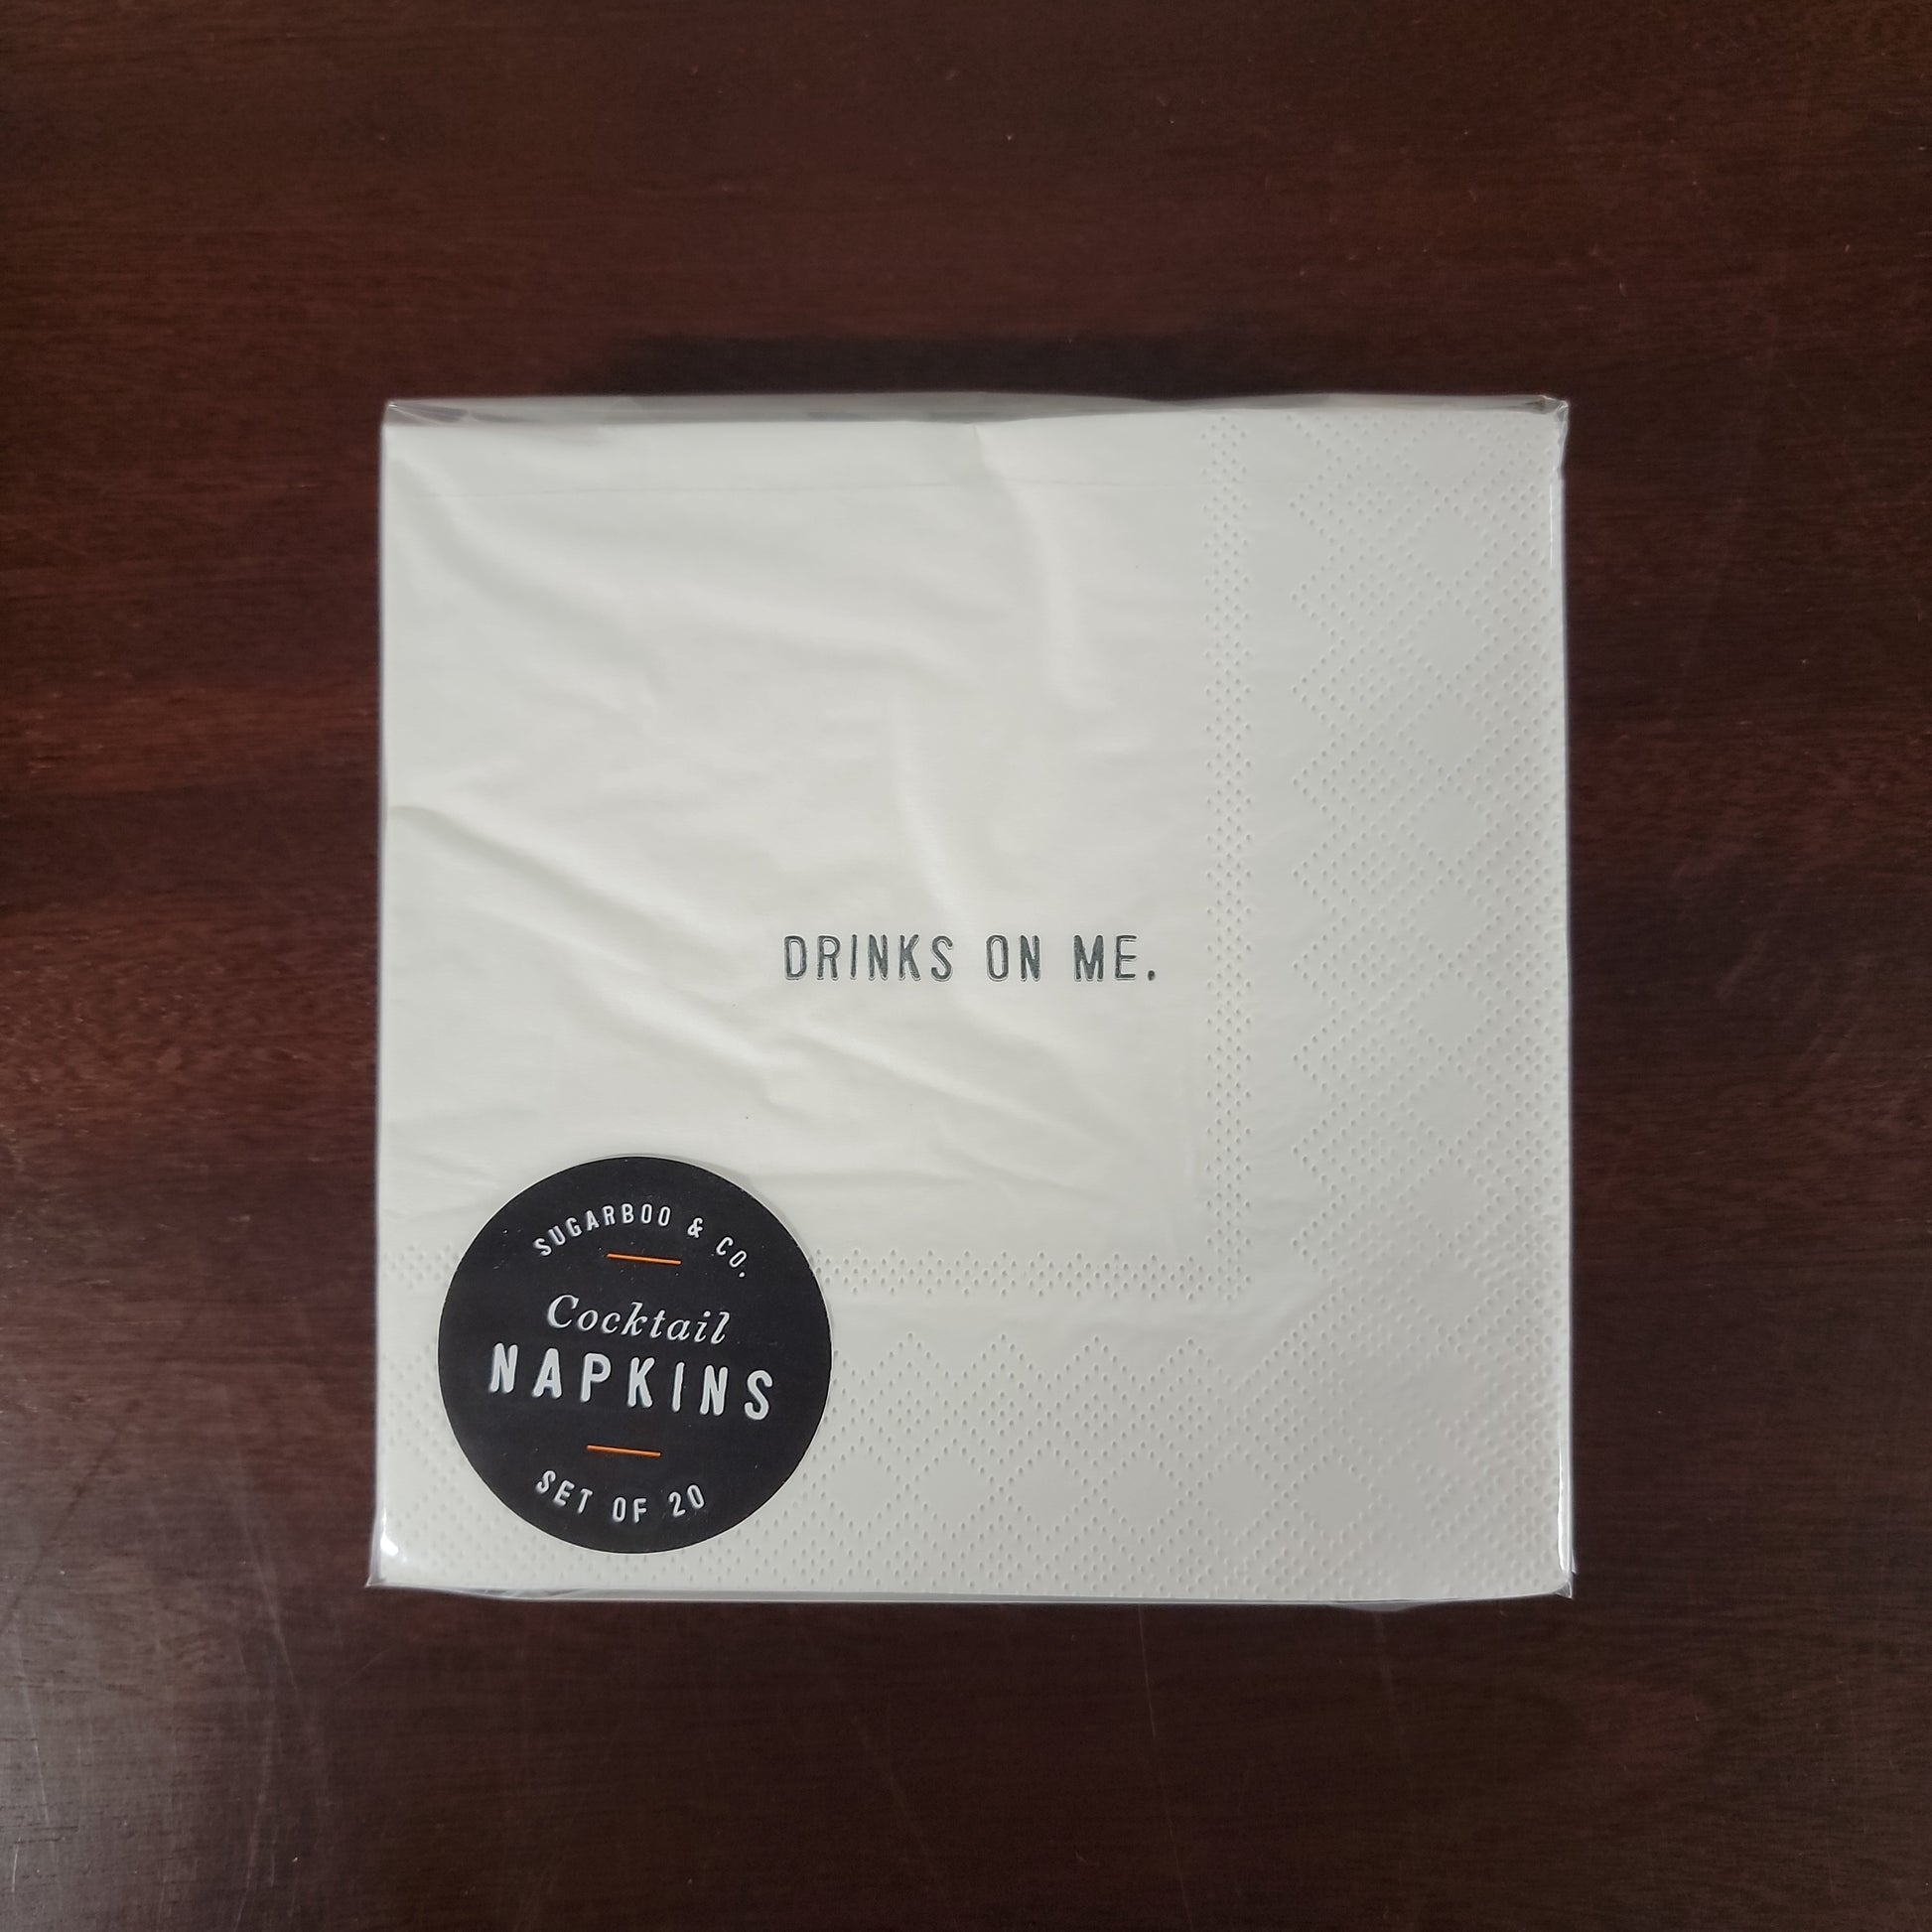 DRINKS ON ME.
SUGARBOO & CO.
Cocktail
NAPKINS
SET OF 20